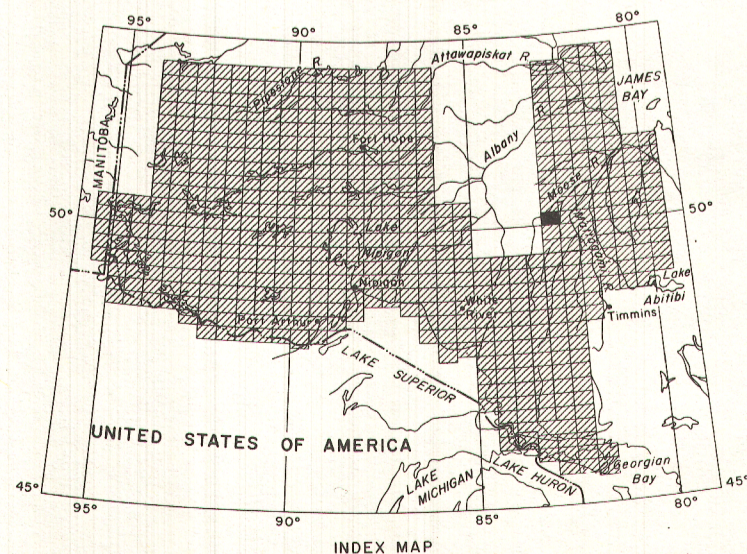 95°
90°
85°
80°
Attawapiskat R
Pipestone R.
JAMES
BAY
MANITOBA
Fort Hope
Albany R
Moose R
50°
50°
Lake
Nipigon
Nipigon
Lake
Abitibi
White
River
Timmins
Port Arthur
LAKE SUPERIOR
UNITED STATES OF AMERICA
LAKE
MICHIGAN
LAKE HURON
Georgian
Bay
45°
45°
95°
90°
85°
80°
INDEX MAP